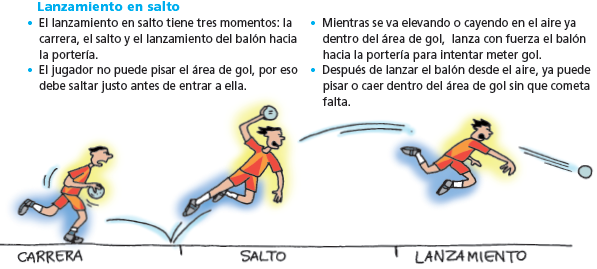 Lanzamiento en salto
• El lanzamiento en salto tiene tres momentos: la
carrera, el salto y el lanzamiento del balón hacia
la portería.
• El jugador no puede pisar el área de gol, por eso
debe saltar justo antes de entrar a ella.
• Mientras se va elevando o cayendo en el aire ya
dentro del área de gol, lanza con fuerza el balón
hacia la portería para intentar meter gol.
• Después de lanzar el balón desde el aire, ya puede
pisar o caer dentro del área de gol sin que cometa
falta.
CARRERA
SALTO
LANZAMIENTO